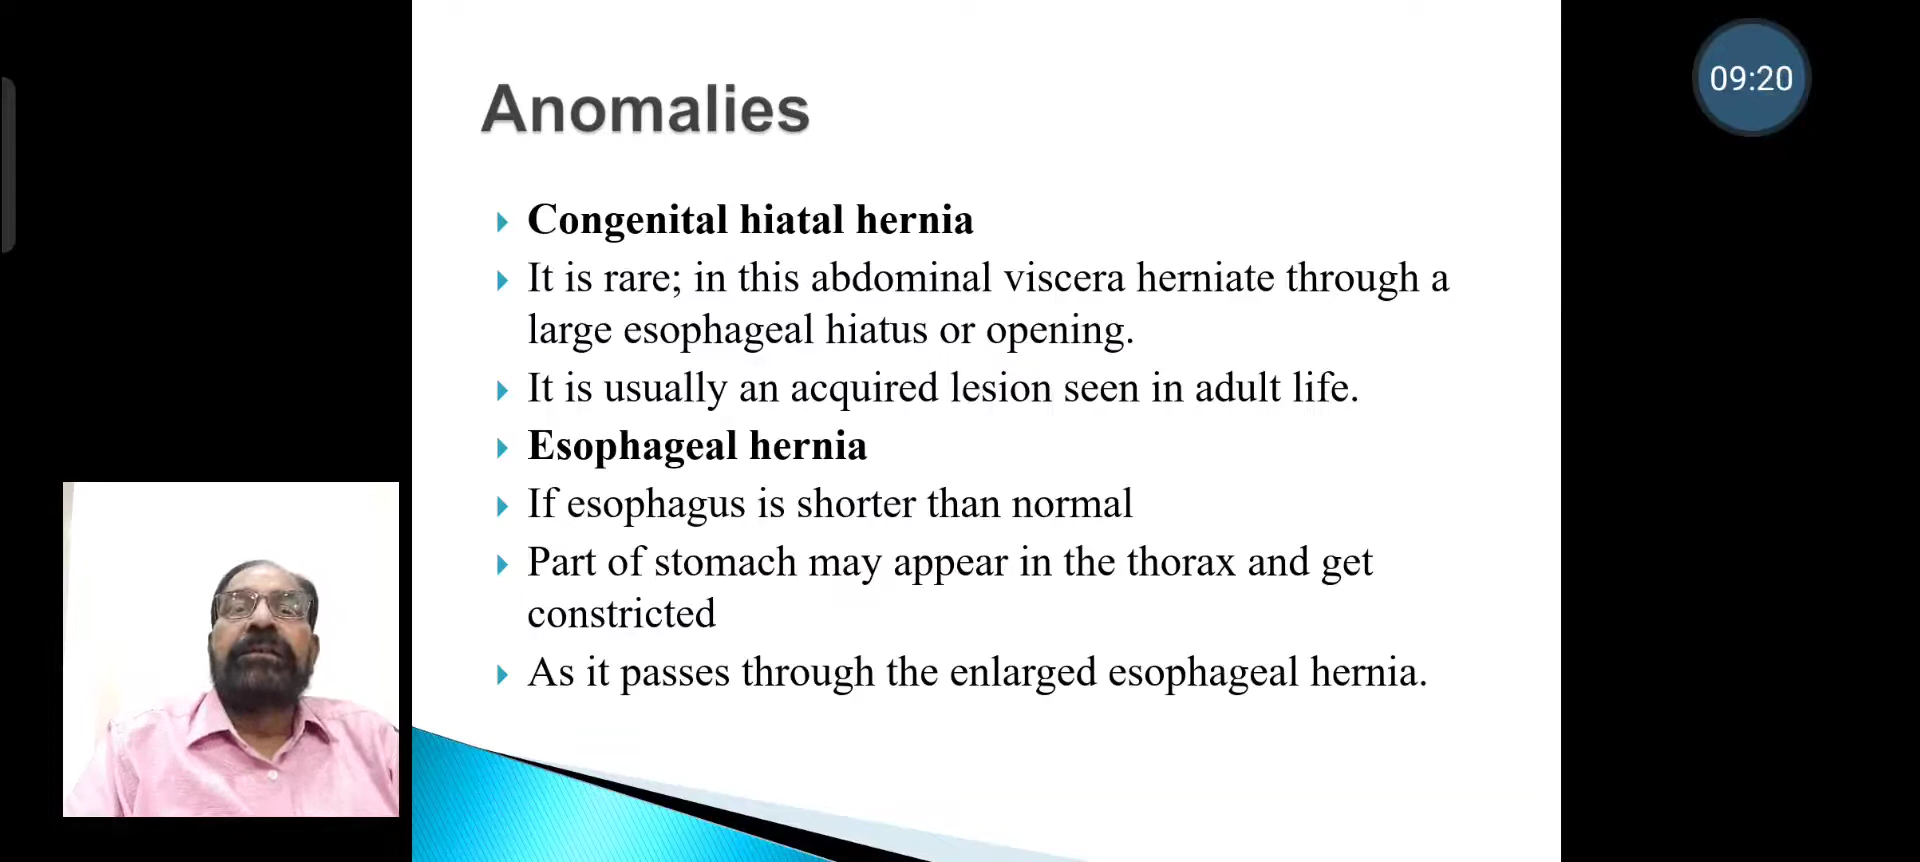 Anomalies
Congenital hiatal hernia
It is rare; in this abdominal viscera herniate through a
large esophageal hiatus or opening.
It is usually an acquired lesion seen in adult life.
Esophageal hernia
If esophagus is shorter than normal
Part of stomach may appear in the thorax and get
constricted
As it passes through the enlarged esophageal hernia.
09:20